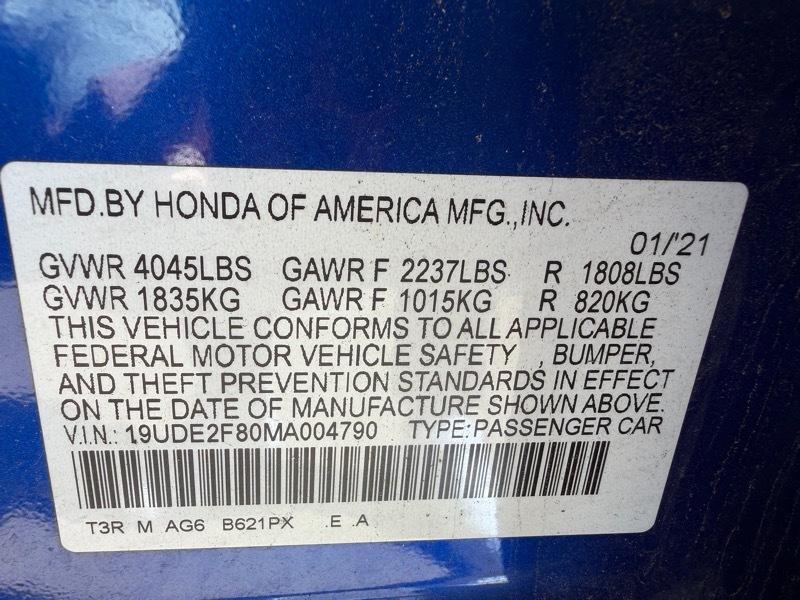 MFD.BY HONDA OF AMERICA MFG.,INC.
01/'21
GVWR 4045LBS GAWR F 2237LBS R 1808LBS
GVWR 1835KG GAWR F 1015KG R 820KG
THIS VEHICLE CONFORMS TO ALL APPLICABLE
FEDERAL MOTOR VEHICLE SAFETY , BUMPER,
AND THEFT PREVENTION STANDARDS IN EFFECT
ON THE DATE OF MANUFACTURE SHOWN ABOVE.
V.I.N.: 19UDE2F80MA004790 TYPE:PASSENGER CAR
T3R M AG6 B621PX .E .A